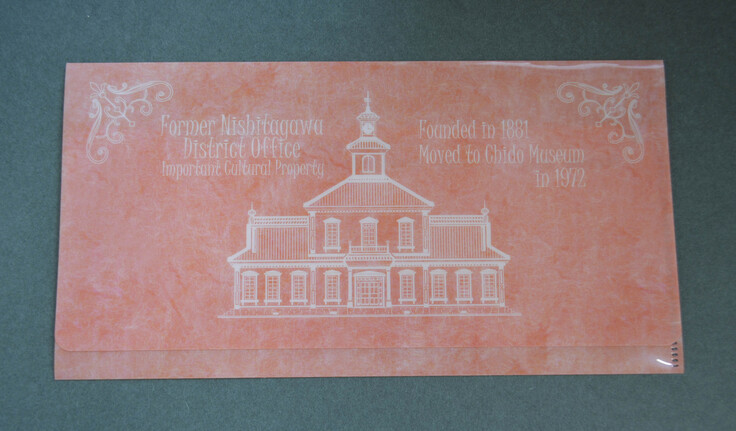 Former Nishitagawa
District Office
Important Cultural Property
Founded in 1881
Moved to Chido Museum
in 1972